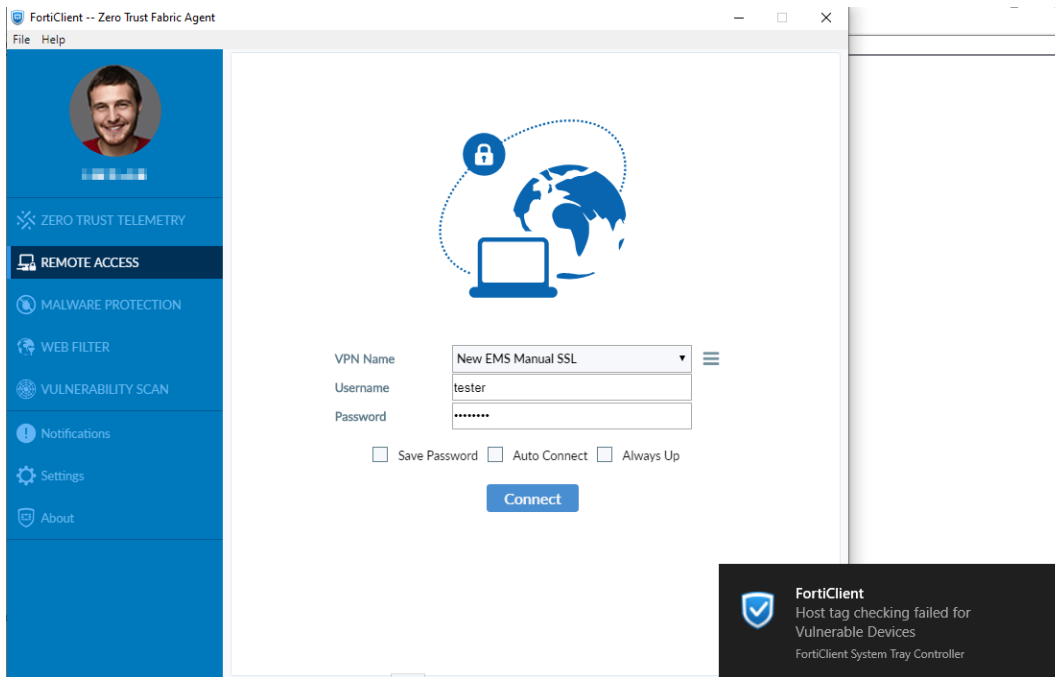 FortiClient -- Zero Trust Fabric Agent
File Help
ZERO TRUST TELEMETRY
REMOTE ACCESS
MALWARE PROTECTION
WEB FILTER
VULNERABILITY SCAN
Notifications
Settings
About
VPN Name New EMS Manual SSL
Username tester
Password ••••••••
Save Password Auto Connect Always Up
Connect
FortiClient
Host tag checking failed for
Vulnerable Devices
FortiClient System Tray Controller